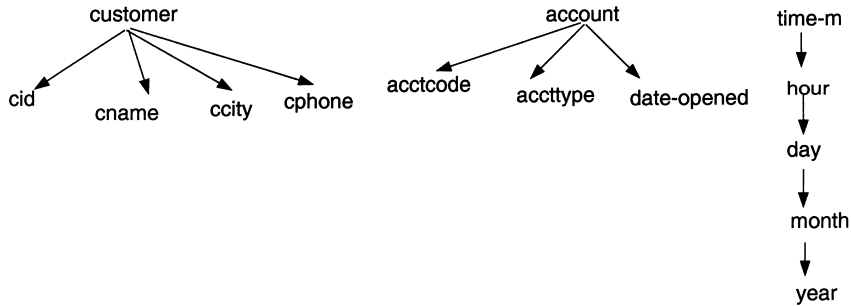 customer
cid
cname
ccity
cphone
account
acctcode
accttype
date-opened
time-m
hour
day
month
year